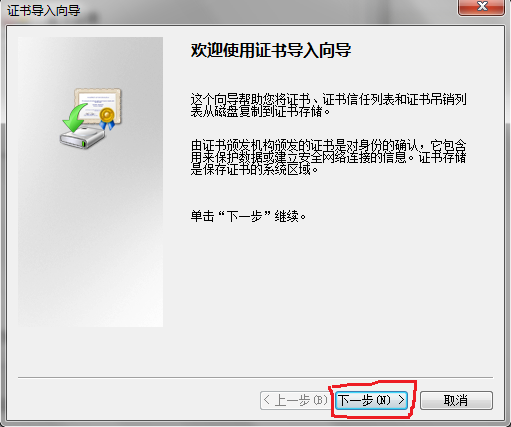 证书导入向导
欢迎使用证书导入向导
这个向导帮助您将证书、证书信任列表和证书吊销列
表从磁盘复制到证书存储。
由证书颁发机构颁发的证书是对身份的确认，它包含
用来保护数据或建立安全网络连接的信息。证书存储
是保存证书的系统区域。
单击“下一步”继续。
< 上一步(B) 下一步(N) > 取消